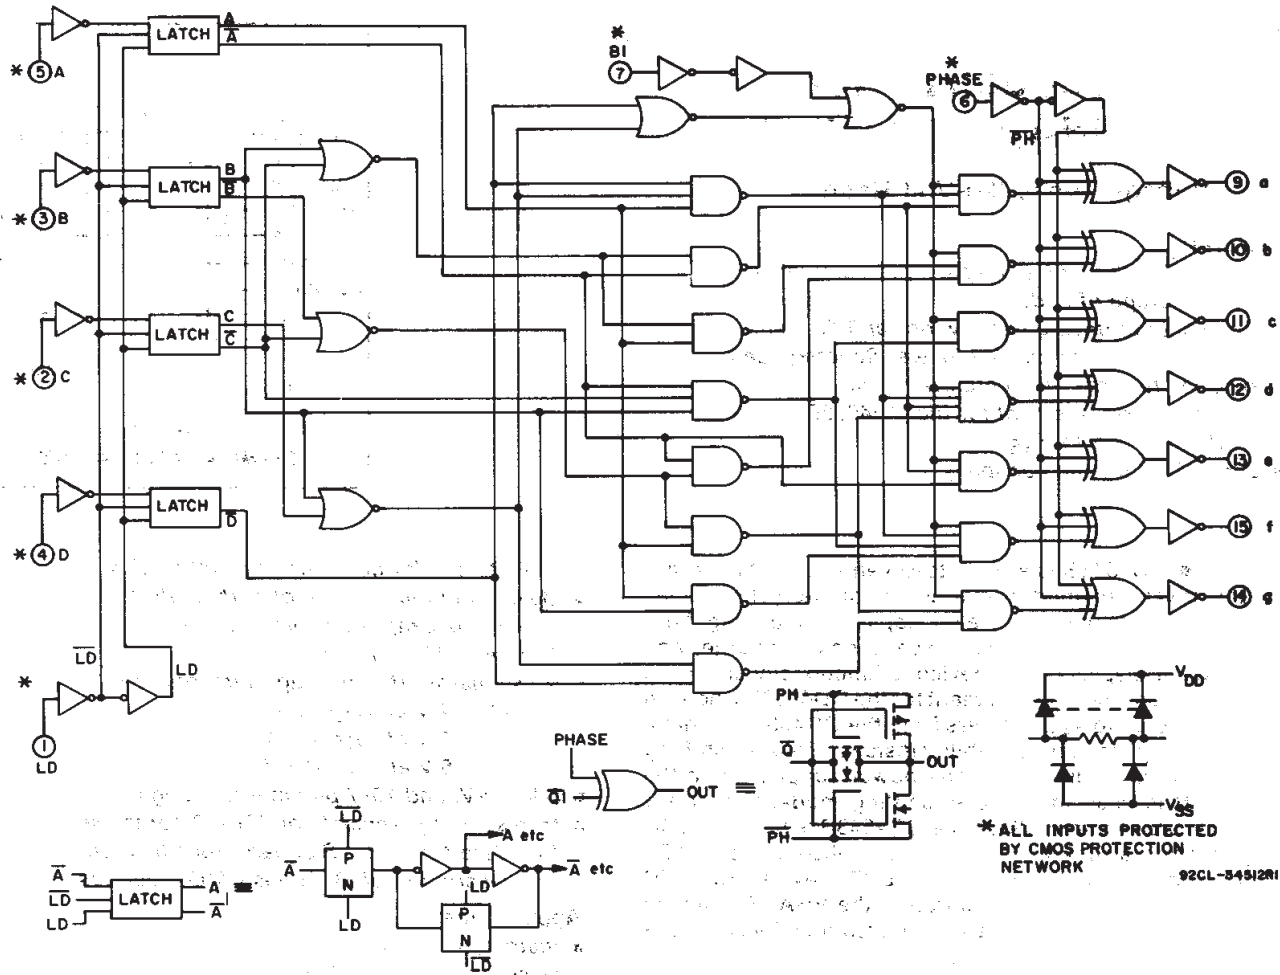 LATCH
A
A
* 5 A
* BI
7
* PHASE
6
PH
LATCH
B
B
* 3 B
9 a
10 b
LATCH
C
C
* 2 C
11 c
12 d
13 e
LATCH
D
* 4 D
15 f
14 g
LD
LD
*
1
LD
PHASE
Q1
OUT
≡
PH
Q
OUT
PH
VDD
VSS
* ALL INPUTS PROTECTED
BY CMOS PROTECTION
NETWORK
92CL-34512R1
A
LD
LD
LATCH
A
A
≡
LD
A
P
N
LD
A etc
A etc
LD
P
N
LD